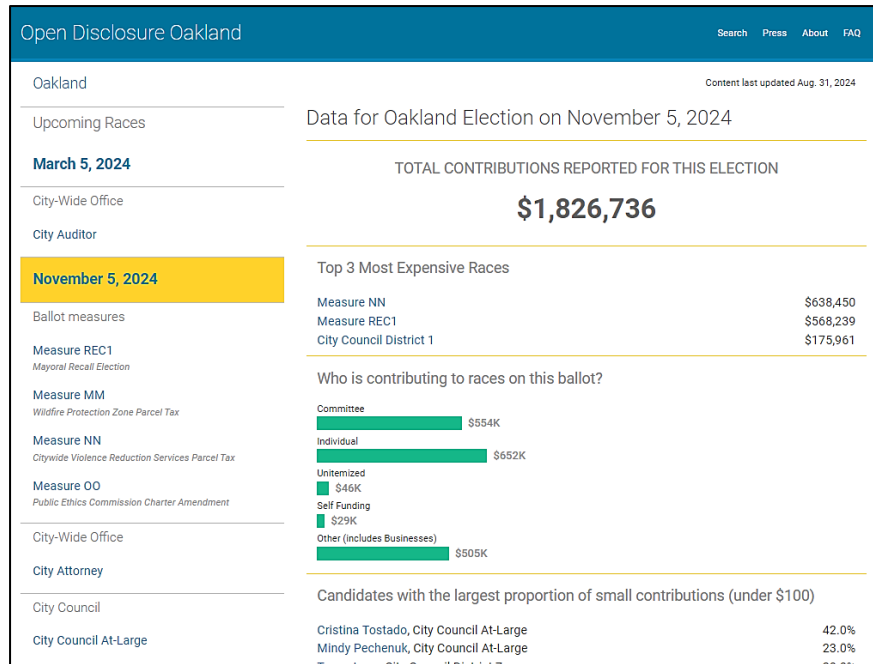 Open Disclosure Oakland
Search Press About FAQ
Oakland
Upcoming Races
March 5, 2024
City-Wide Office
City Auditor
November 5, 2024
Ballot measures
Measure REC1
Mayoral Recall Election
Measure MM
Wildfire Protection Zone Parcel Tax
Measure NN
Citywide Violence Reduction Services Parcel Tax
Measure OO
Public Ethics Commission Charter Amendment
City-Wide Office
City Attorney
City Council
City Council At-Large
Content last updated Aug. 31, 2024
Data for Oakland Election on November 5, 2024
TOTAL CONTRIBUTIONS REPORTED FOR THIS ELECTION
$1,826,736
Top 3 Most Expensive Races
Measure NN $638,450
Measure REC1 $568,239
City Council District 1 $175,961
Who is contributing to races on this ballot?
Committee
$554K
Individual
$652K
Unitemized
$46K
Self Funding
$29K
Other (includes Businesses)
$505K
Candidates with the largest proportion of small contributions (under $100)
Cristina Tostado, City Council At-Large 42.0%
Mindy Pechenuk, City Council At-Large 23.0%